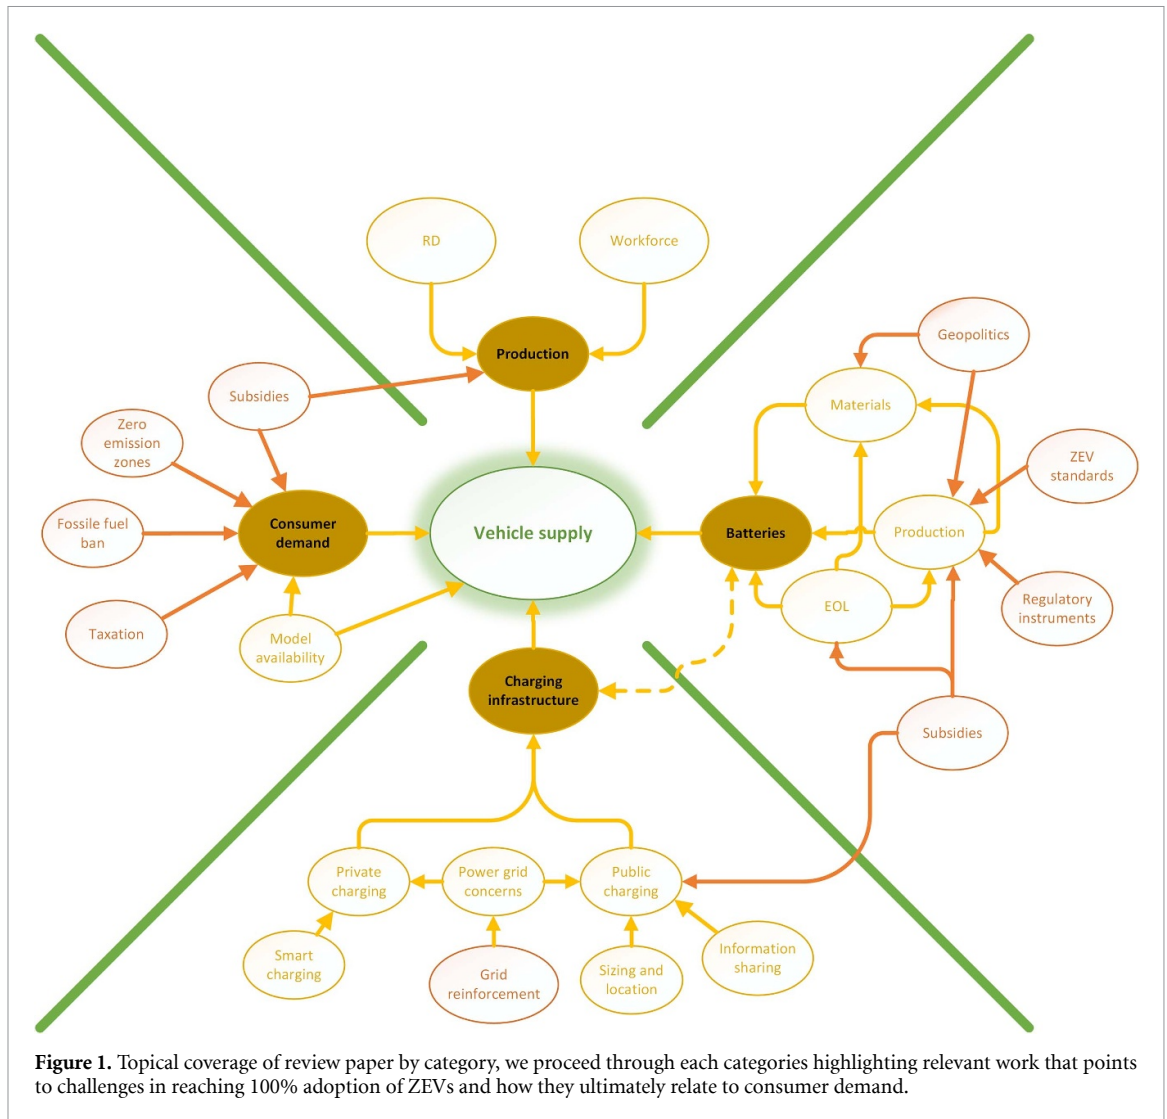 RD
Workforce
Production
Geopolitics
Subsidies
Materials
Zero
emission
zones
ZEV
standards
Fossile fuel
ban
Consumer
demand
Vehicle supply
Batteries
Production
EOL
Regulatory
instruments
Taxation
Model
availability
Charging
infrastructure
Subsidies
Private
charging
Power grid
concerns
Public
charging
Smart
charging
Grid
reinforcement
Sizing and
location
Information
sharing
Figure 1. Topical coverage of review paper by category, we proceed through each categories highlighting relevant work that points
to challenges in reaching 100% adoption of ZEVs and how they ultimately relate to consumer demand.